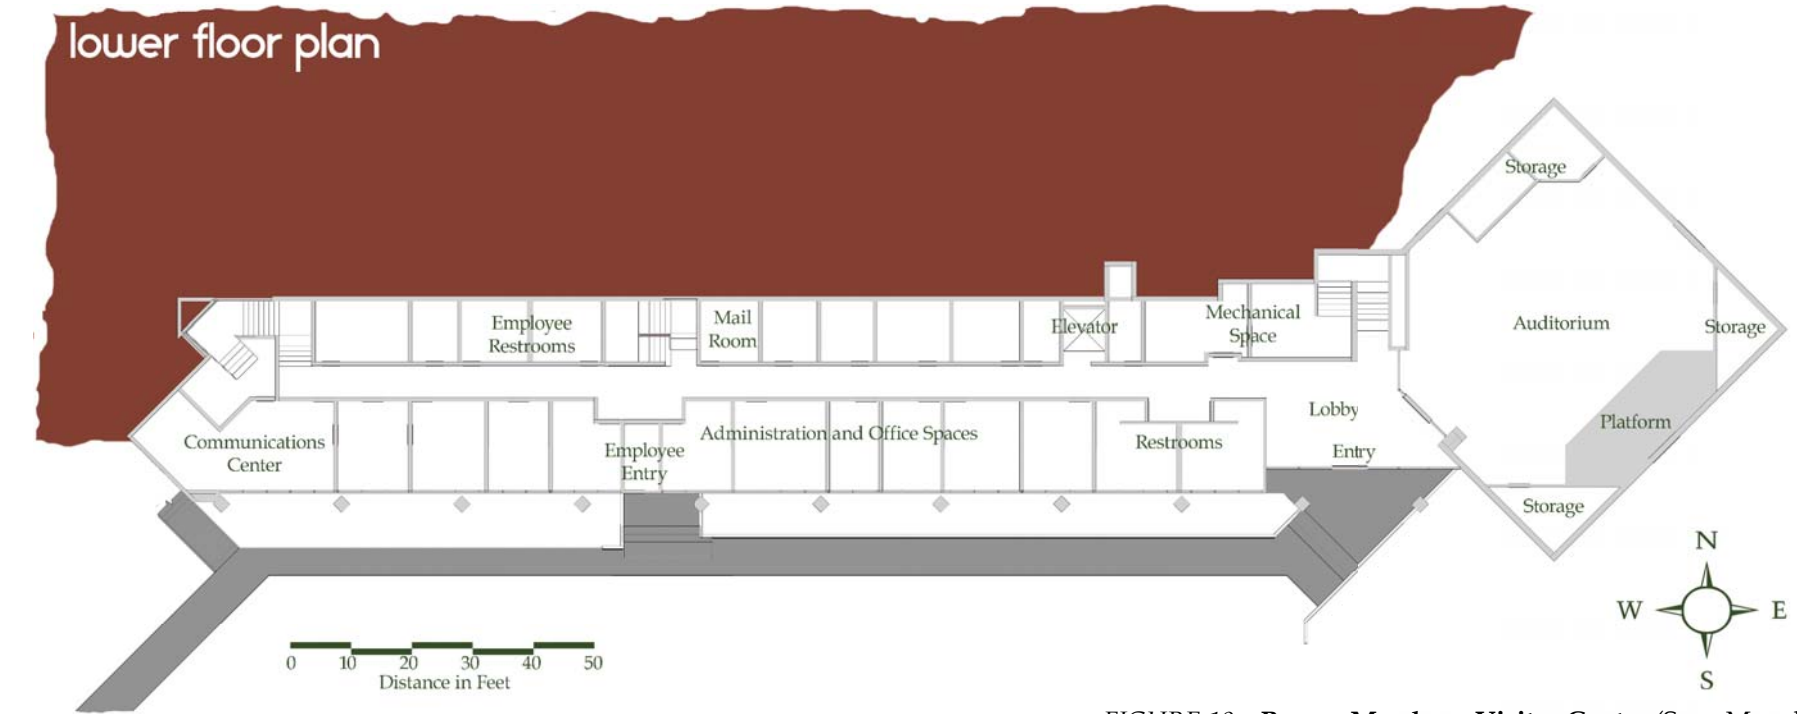 lower floor plan
Storage
Employee
Restrooms
Mail
Room
Elevator
Mechanical
Space
Auditorium
Storage
Communications
Center
Employee
Entry
Administration and Office Spaces
Restrooms
Lobby
Entry
Platform
Storage
N
W
E
S
0 10 20 30 40 50
Distance in Feet